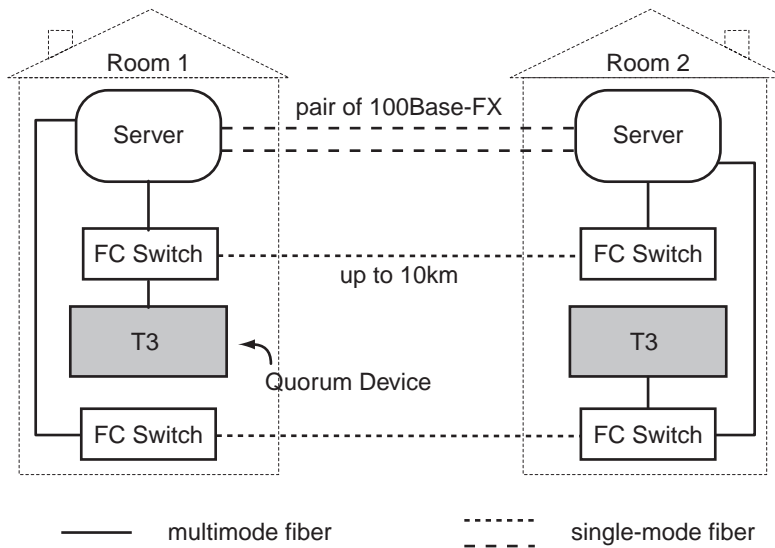 Room 1
Room 2
pair of 100Base-FX
Server
Server
FC Switch
FC Switch
up to 10km
T3
T3
Quorum Device
FC Switch
FC Switch
multimode fiber
single-mode fiber